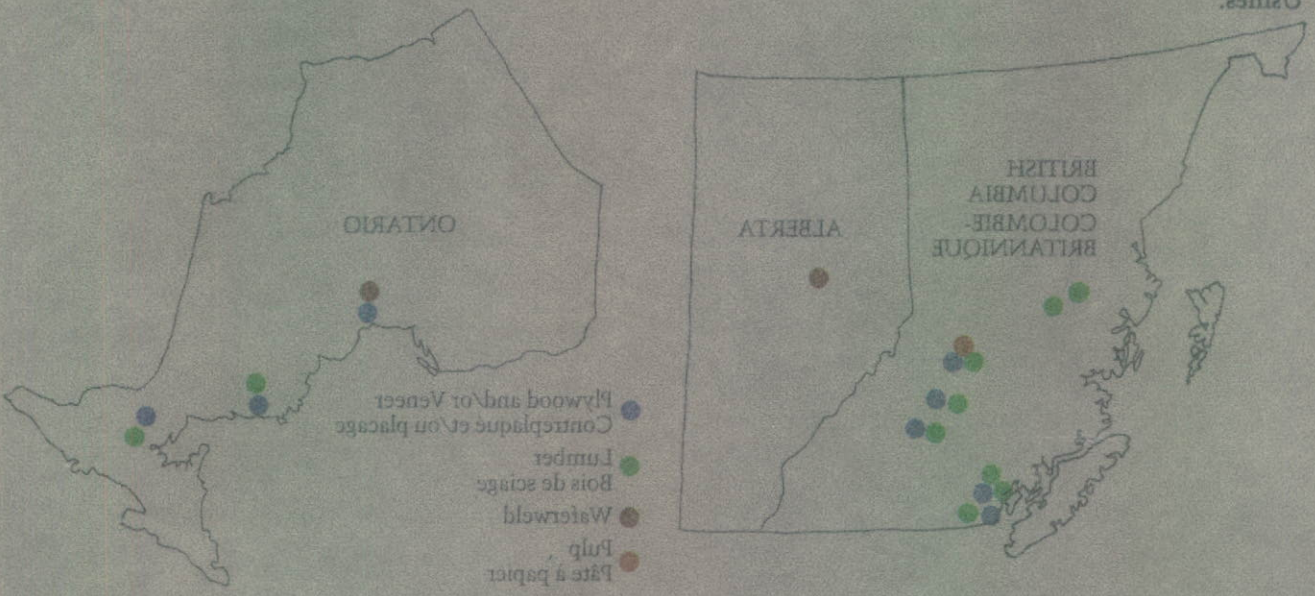 Usines.
BRITISH
COLUMBIA
COLOMBIE-
BRITANNIQUE
ALBERTA
ONTARIO
Plywood and/or Veneer
Contreplaqué et/ou placage
Lumber
Bois de sciage
Waferweld
Pulp
Pâte à papier